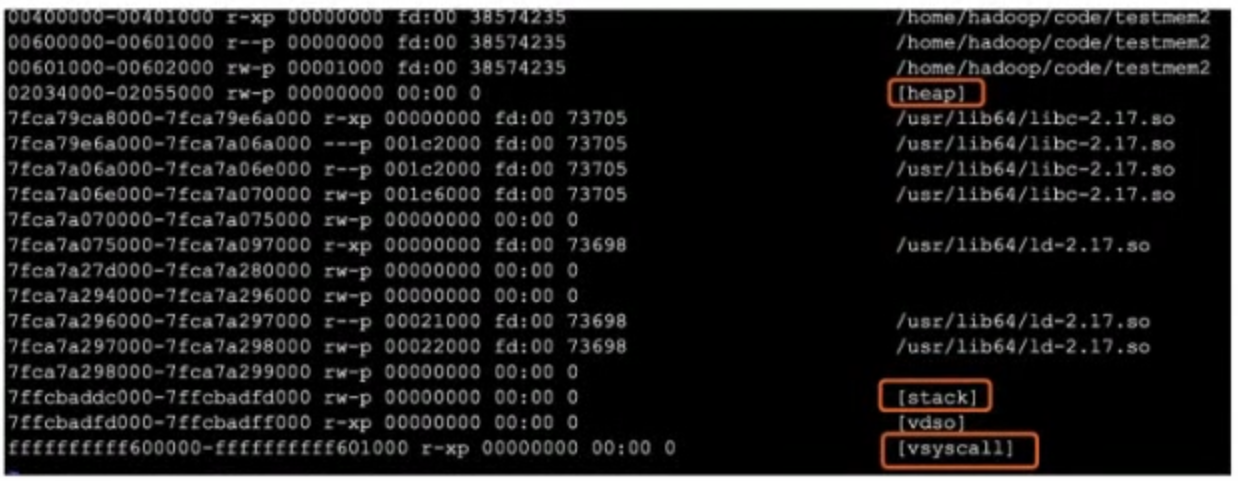 00400000-00401000 r-xp 00000000 fd:00 38574235 /home/hadoop/code/testmem2
00600000-00601000 r--p 00000000 fd:00 38574235 /home/hadoop/code/testmem2
00601000-00602000 rw-p 00001000 fd:00 38574235 /home/hadoop/code/testmem2
02034000-02055000 rw-p 00000000 00:00 0 [heap]
7fca79ca8000-7fca79e6a000 r-xp 00000000 fd:00 73705 /usr/lib64/libc-2.17.so
7fca79e6a000-7fca7a06a000 ---p 001c2000 fd:00 73705 /usr/lib64/libc-2.17.so
7fca7a06a000-7fca7a06e000 r--p 001c2000 fd:00 73705 /usr/lib64/libc-2.17.so
7fca7a06e000-7fca7a070000 rw-p 001c6000 fd:00 73705 /usr/lib64/libc-2.17.so
7fca7a070000-7fca7a075000 rw-p 00000000 00:00 0
7fca7a075000-7fca7a097000 r-xp 00000000 fd:00 73698 /usr/lib64/ld-2.17.so
7fca7a27d000-7fca7a280000 rw-p 00000000 00:00 0
7fca7a294000-7fca7a296000 rw-p 00000000 00:00 0
7fca7a296000-7fca7a297000 r--p 00021000 fd:00 73698 /usr/lib64/ld-2.17.so
7fca7a297000-7fca7a298000 rw-p 00022000 fd:00 73698 /usr/lib64/ld-2.17.so
7fca7a298000-7fca7a299000 rw-p 00000000 00:00 0
7ffcbaddc000-7ffcbadfd000 rw-p 00000000 00:00 0 [stack]
7ffcbadfd000-7ffcbadff000 r-xp 00000000 00:00 0 [vdso]
ffffffffff600000-ffffffffff601000 r-xp 00000000 00:00 0 [vsyscall]